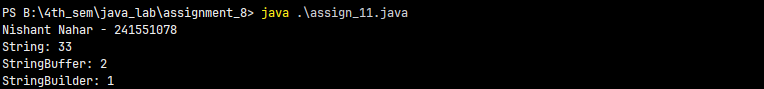 PS B:\4th_sem\java_lab\assignment_8> java .\assign_11.java
Nishant Nahar - 241551078
String: 33
StringBuffer: 2
StringBuilder: 1